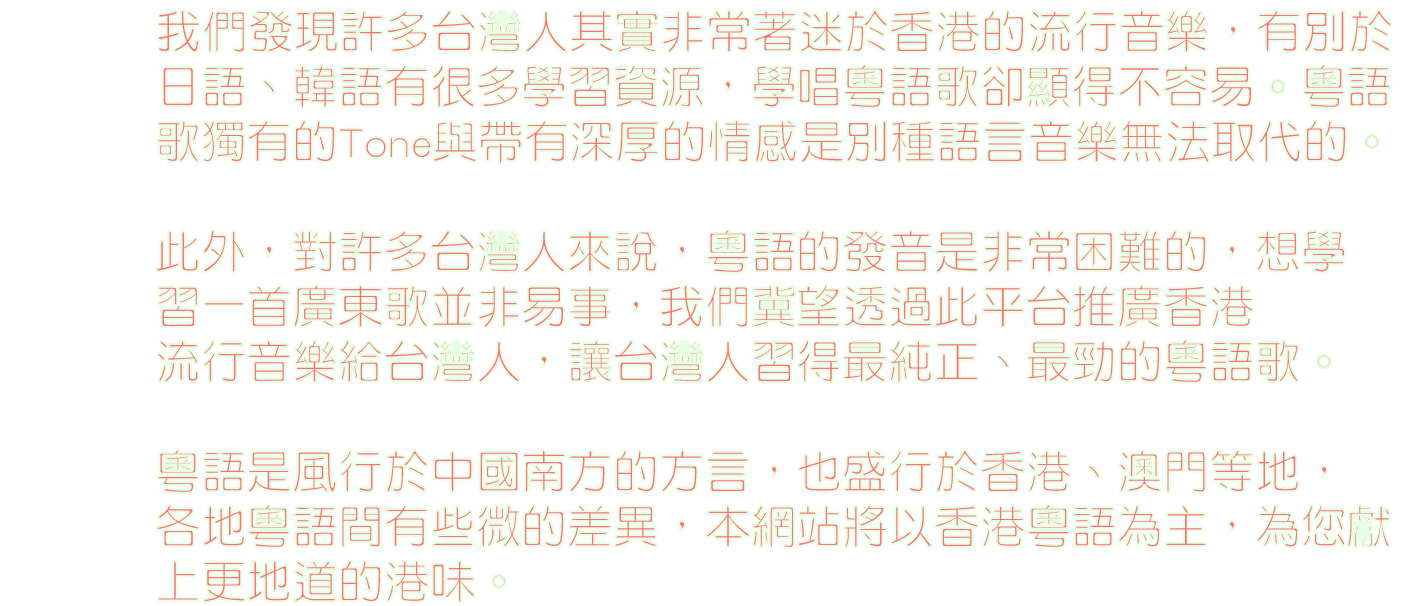 我們發現許多台灣人其實非常著迷於香港的流行音樂，有別於
日語、韓語有很多學習資源，學唱粵語歌卻顯得不容易。粵語
歌獨有的Tone與帶有深厚的情感是別種語言音樂無法取代的。
此外，對許多台灣人來說，粵語的發音是非常困難的，想學
習一首廣東歌並非易事，我們冀望透過此平台推廣香港
流行音樂給台灣人，讓台灣人習得最純正、最勁的粵語歌。
粵語是風行於中國南方的方言，也盛行於香港、澳門等地，
各地粵語間有些微的差異，本網站將以香港粵語為主，為您獻
上更地道的港味。